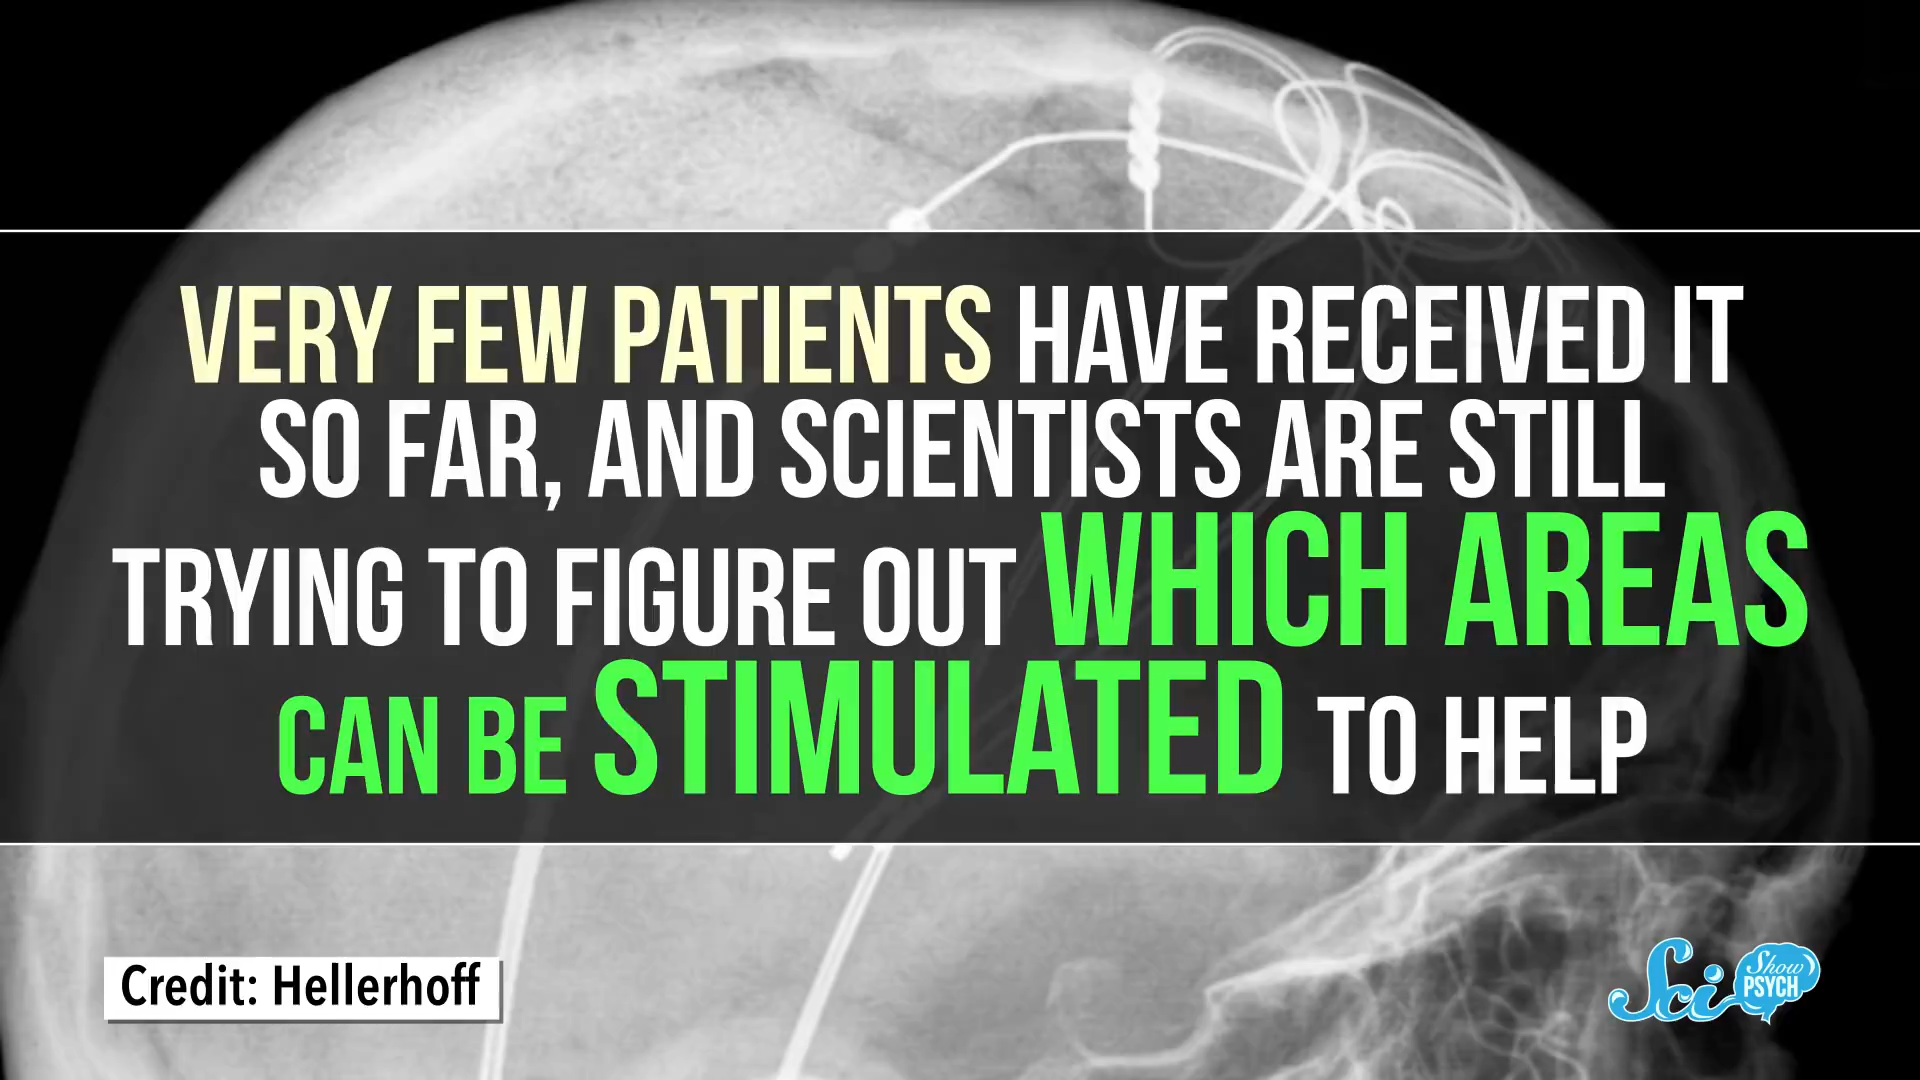 VERY FEW PATIENTS HAVE RECEIVED IT
SO FAR, AND SCIENTISTS ARE STILL
TRYING TO FIGURE OUT WHICH AREAS
CAN BE STIMULATED TO HELP
Credit: Hellerhoff
Sci Show
PSYCH